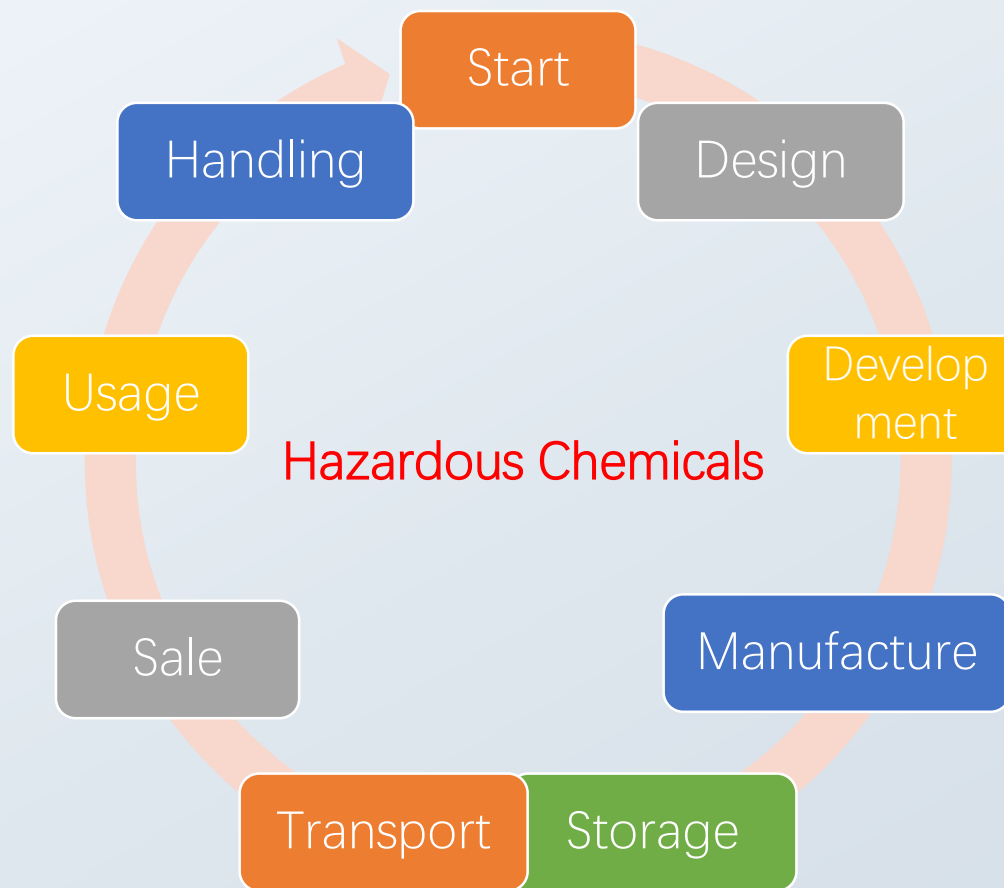 Start
Design
Develop
ment
Manufacture
Storage
Transport
Sale
Usage
Handling
Hazardous Chemicals